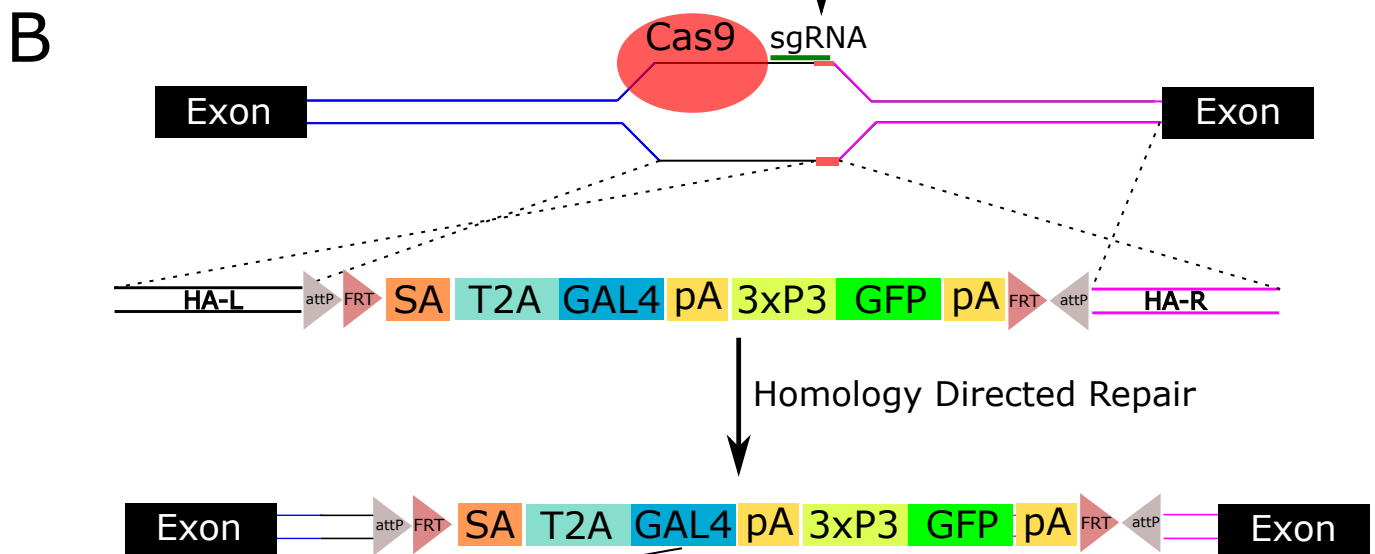 B
Cas9 sgRNA
Exon Exon
HA-L attP FRT SA T2A GAL4 pA 3xP3 GFP pA FRT attP HA-R
Homology Directed Repair
Exon attP FRT SA T2A GAL4 pA 3xP3 GFP pA FRT attP Exon